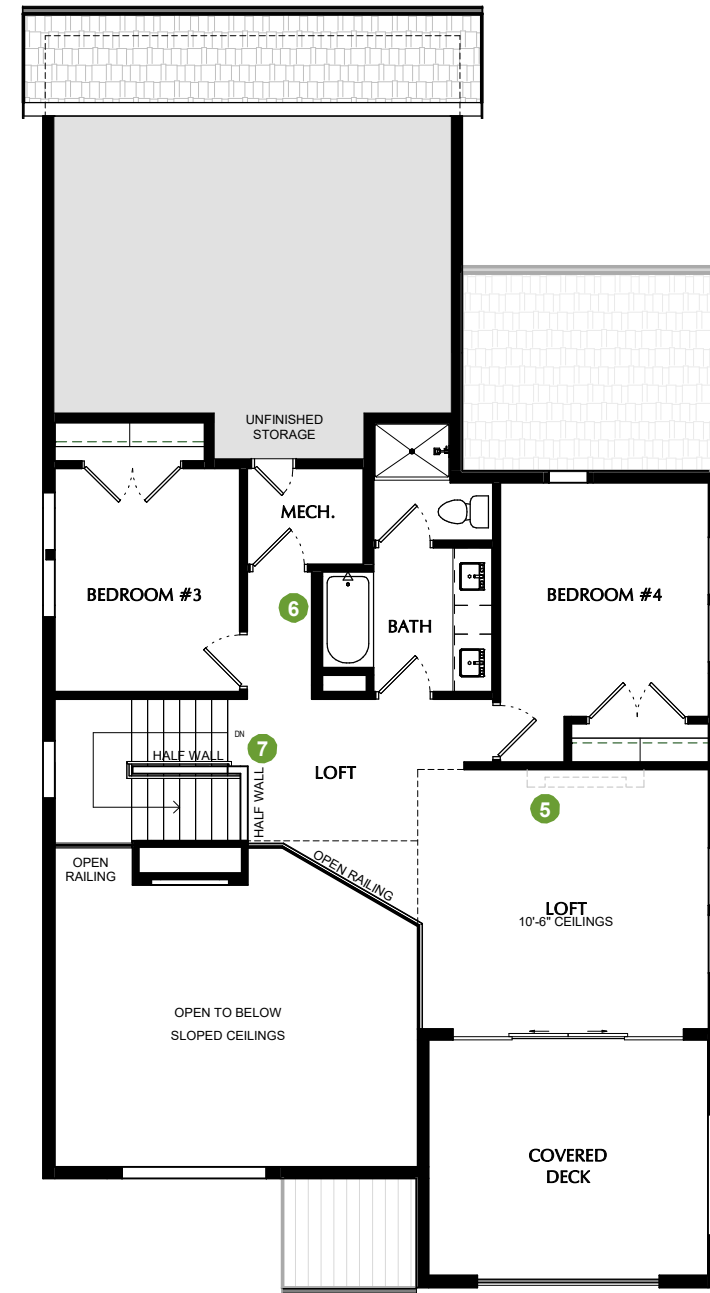 UNFINISHED
STORAGE
MECH.
BEDROOM #3
6
BATH
BEDROOM #4
DN
7
HALF WALL
HALF WALL
LOFT
5
OPEN
RAILING
OPEN RAILING
LOFT
10'-6" CEILINGS
OPEN TO BELOW
SLOPED CEILINGS
COVERED
DECK